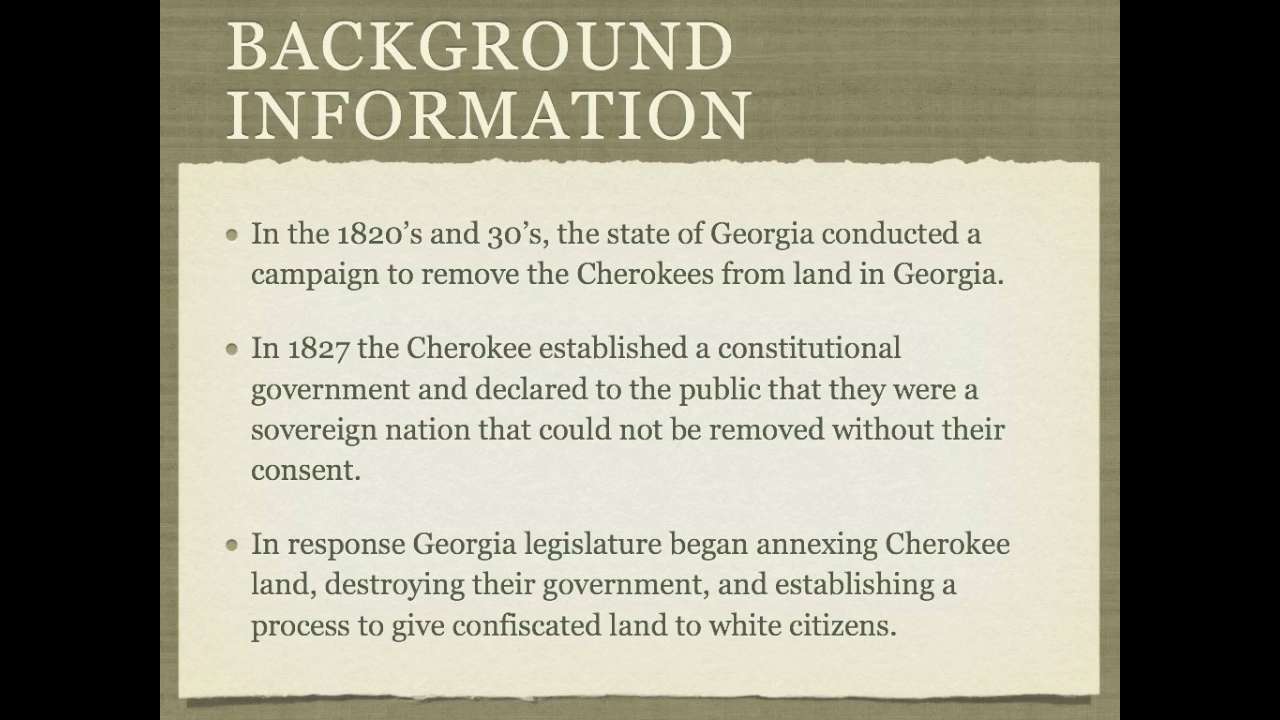 BACKGROUND
INFORMATION
• In the 1820’s and 30’s, the state of Georgia conducted a
campaign to remove the Cherokees from land in Georgia.
• In 1827 the Cherokee established a constitutional
government and declared to the public that they were a
sovereign nation that could not be removed without their
consent.
• In response Georgia legislature began annexing Cherokee
land, destroying their government, and establishing a
process to give confiscated land to white citizens.